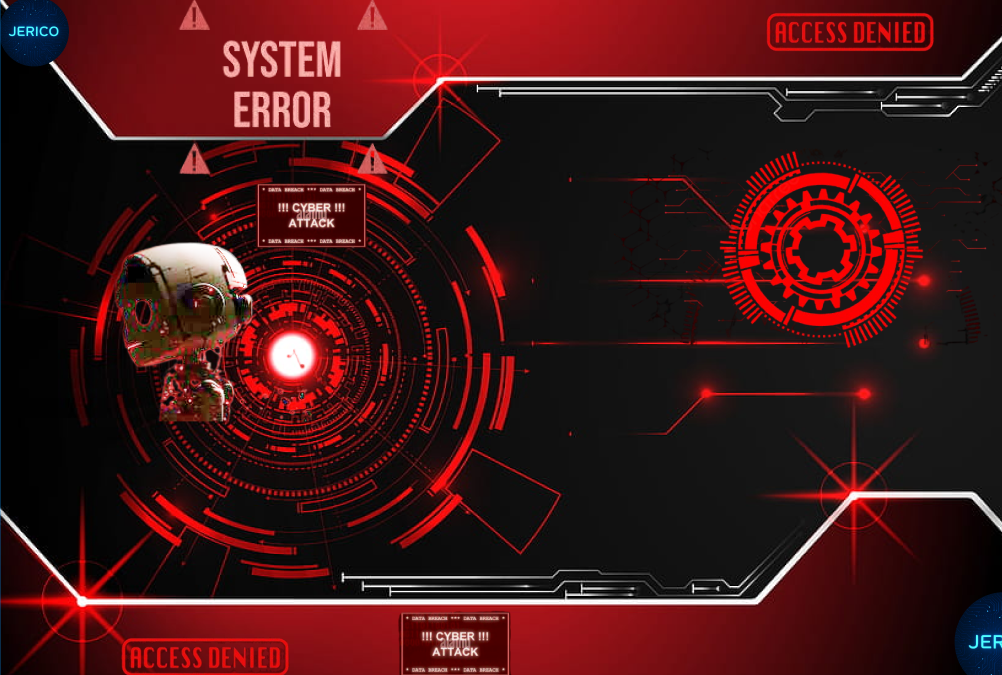 JERICO
ACCESS DENIED
SYSTEM
ERROR
* DATA BREACH *** DATA BREACH *
!!! CYBER !!!
ATTACK
* DATA BREACH *** DATA BREACH *
* DATA BREACH *** DATA BREACH *
!!! CYBER !!!
ATTACK
* DATA BREACH *** DATA BREACH *
JER
ACCESS DENIED